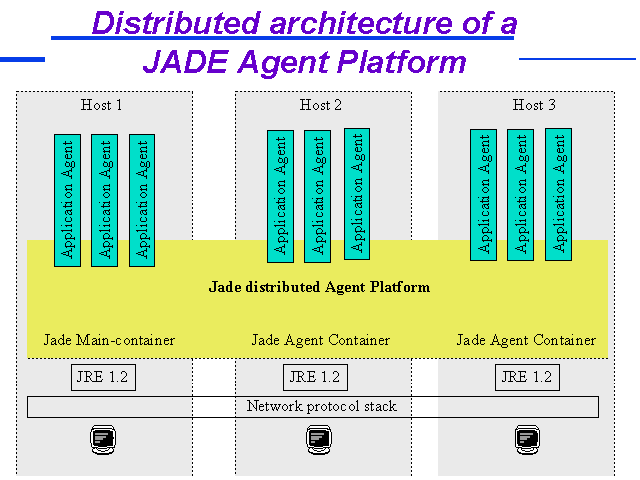 Distributed architecture of a
JADE Agent Platform
Host 1
Host 2
Host 3
Application Agent
Application Agent
Application Agent
Application Agent
Application Agent
Application Agent
Application Agent
Application Agent
Application Agent
Jade distributed Agent Platform
Jade Main-container
Jade Agent Container
Jade Agent Container
JRE 1.2
JRE 1.2
JRE 1.2
Network protocol stack